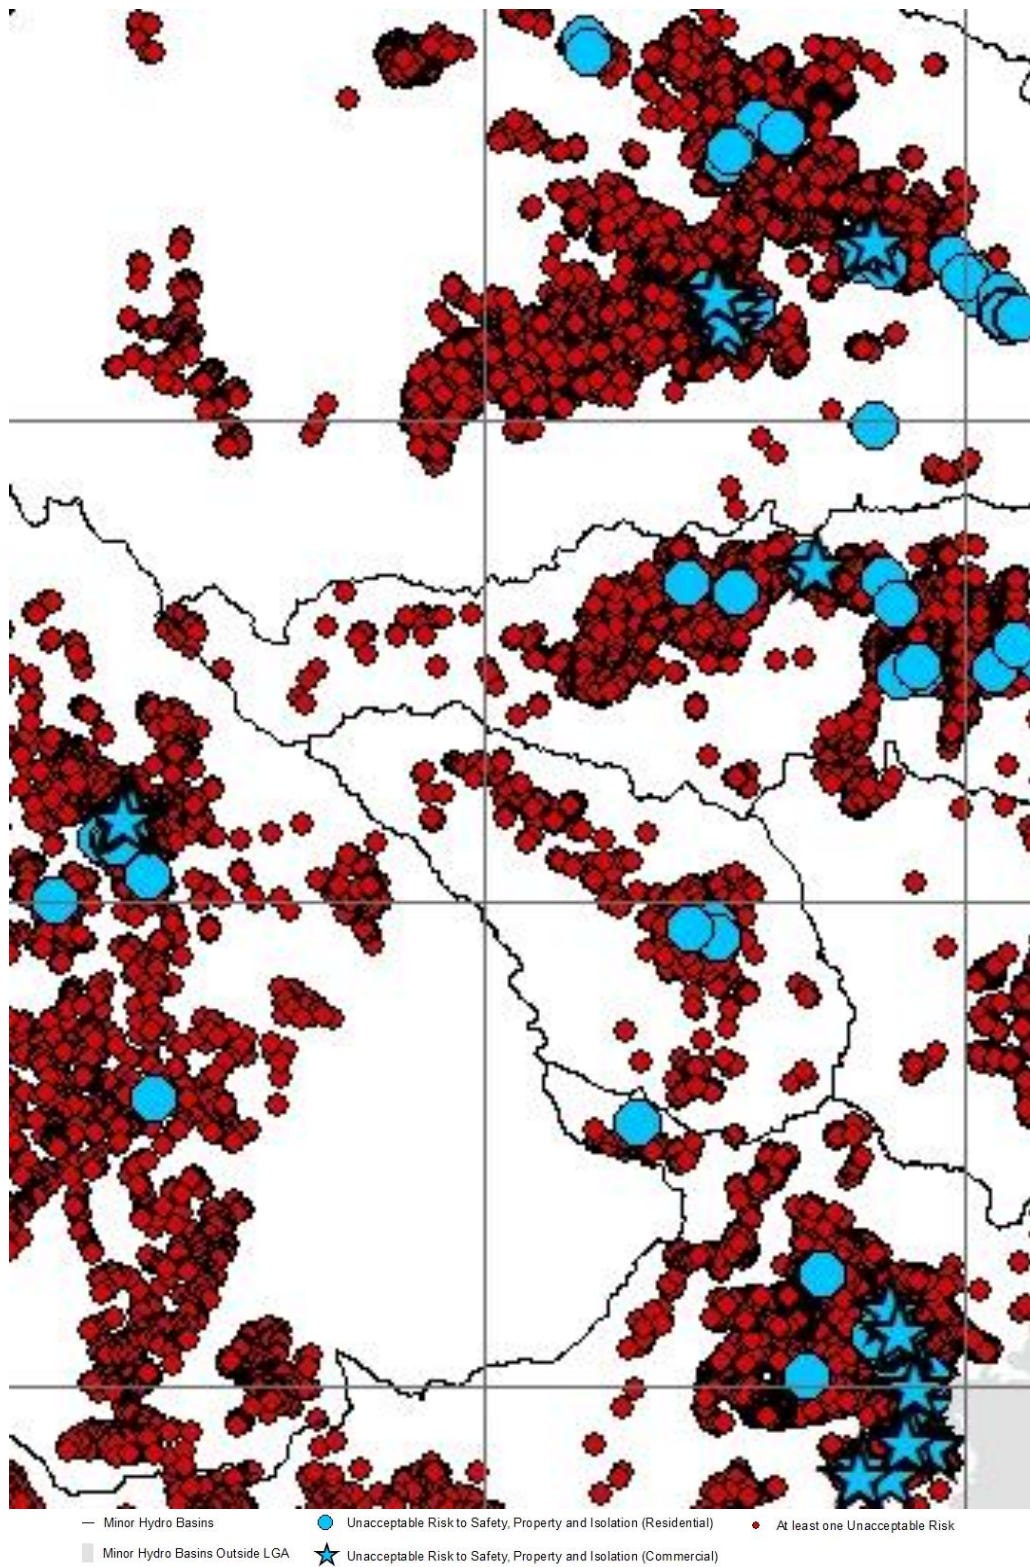 Minor Hydro Basins
Unacceptable Risk to Safety, Property and Isolation (Residential)
At least one Unacceptable Risk
Minor Hydro Basins Outside LGA
Unacceptable Risk to Safety, Property and Isolation (Commercial)